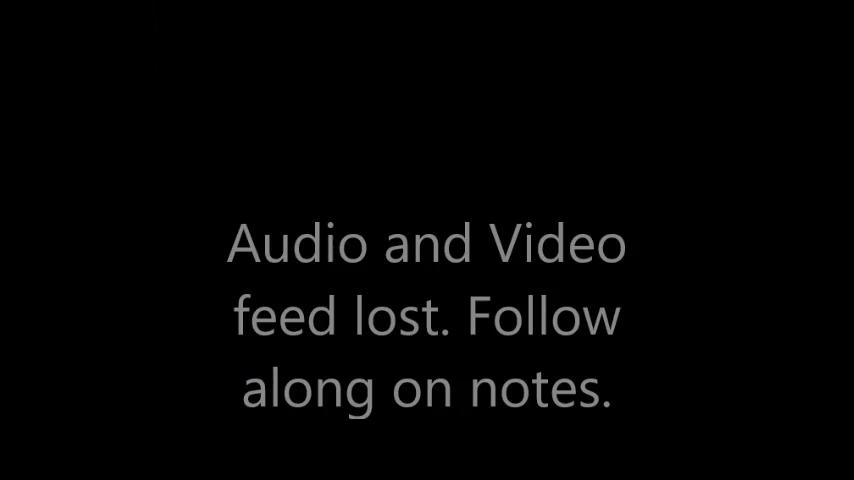 Audio and Video
feed lost. Follow
along on notes.